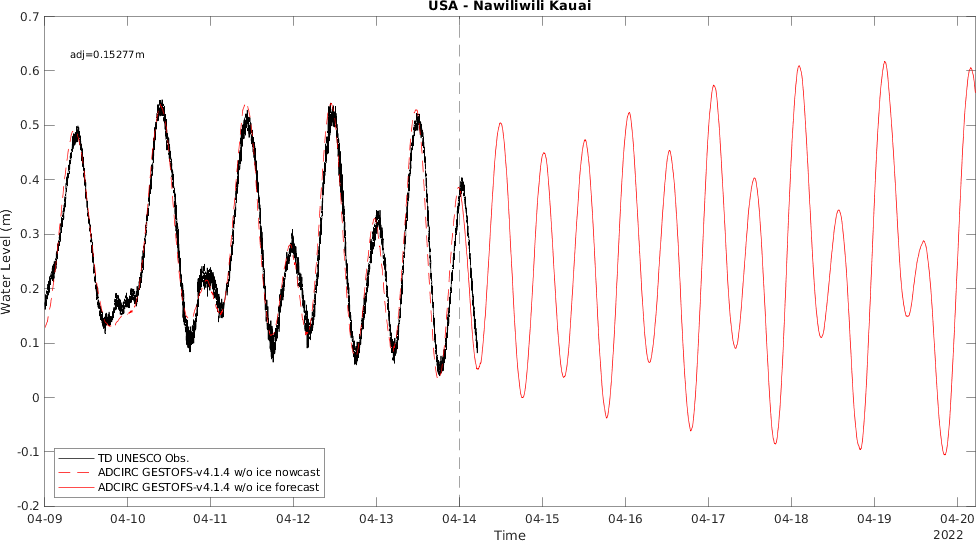 USA - Nawiliwili Kauai
adj=0.15277m
0.7
0.6
0.5
0.4
0.3
0.2
0.1
0
-0.1
-0.2
Water Level (m)
TD UNESCO Obs.
ADCIRC GESTOFS-v4.1.4 w/o ice nowcast
ADCIRC GESTOFS-v4.1.4 w/o ice forecast
04-09 04-10 04-11 04-12 04-13 04-14 04-15 04-16 04-17 04-18 04-19 04-20
Time
2022